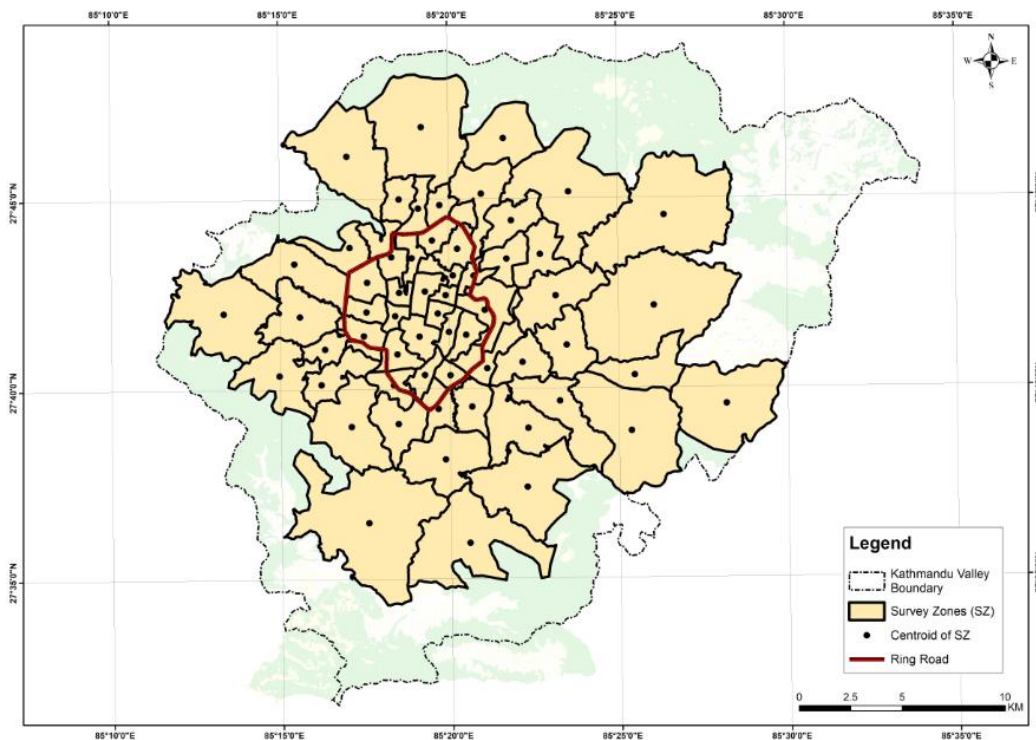 85°10'0"E 85°15'0"E 85°20'0"E 85°25'0"E 85°30'0"E 85°35'0"E
N
W E
S
27°45'0"N
27°40'0"N
27°35'0"N
Legend
Kathmandu Valley
Boundary
Survey Zones (SZ)
Centroid of SZ
Ring Road
0 2.5 5 10
KM
85°10'0"E 85°15'0"E 85°20'0"E 85°25'0"E 85°30'0"E 85°35'0"E